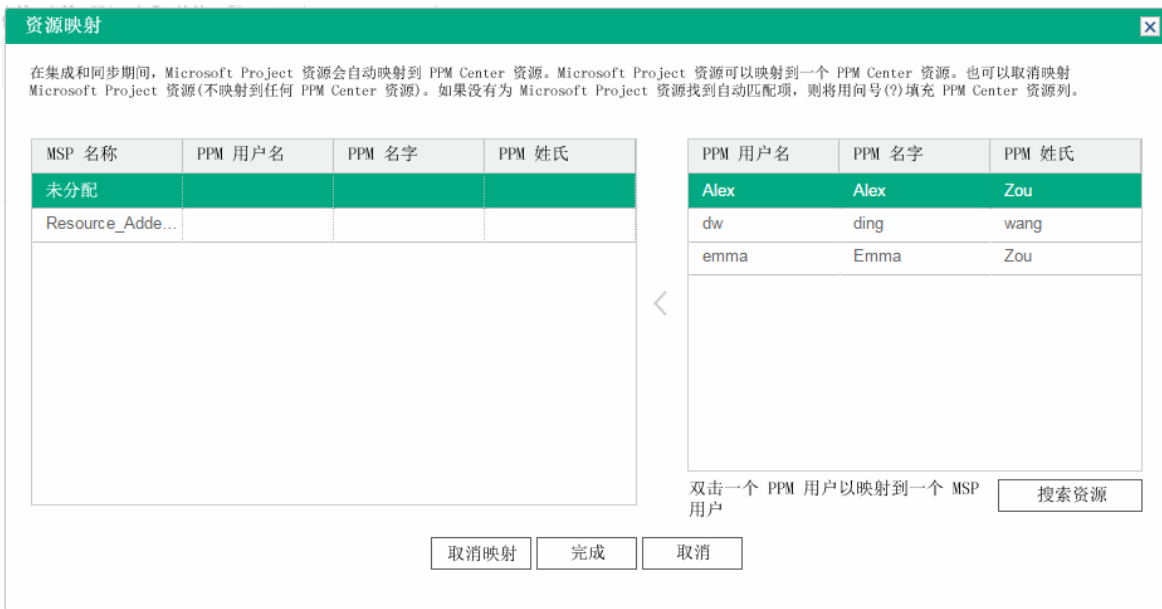 资源映射
在集成和同步期间，Microsoft Project 资源会自动映射到 PPM Center 资源。Microsoft Project 资源可以映射到一个 PPM Center 资源。也可以取消映射
Microsoft Project 资源(不映射到任何 PPM Center 资源)。如果没有为 Microsoft Project 资源找到自动匹配项，则将用问号(?)填充 PPM Center 资源列。
MSP 名称 PPM 用户名 PPM 名字 PPM 姓氏
未分配
Resource_Adde...
PPM 用户名 PPM 名字 PPM 姓氏
Alex Alex Zou
dw ding wang
emma Emma Zou
双击一个 PPM 用户以映射到一个 MSP
用户
搜索资源
取消映射 完成 取消